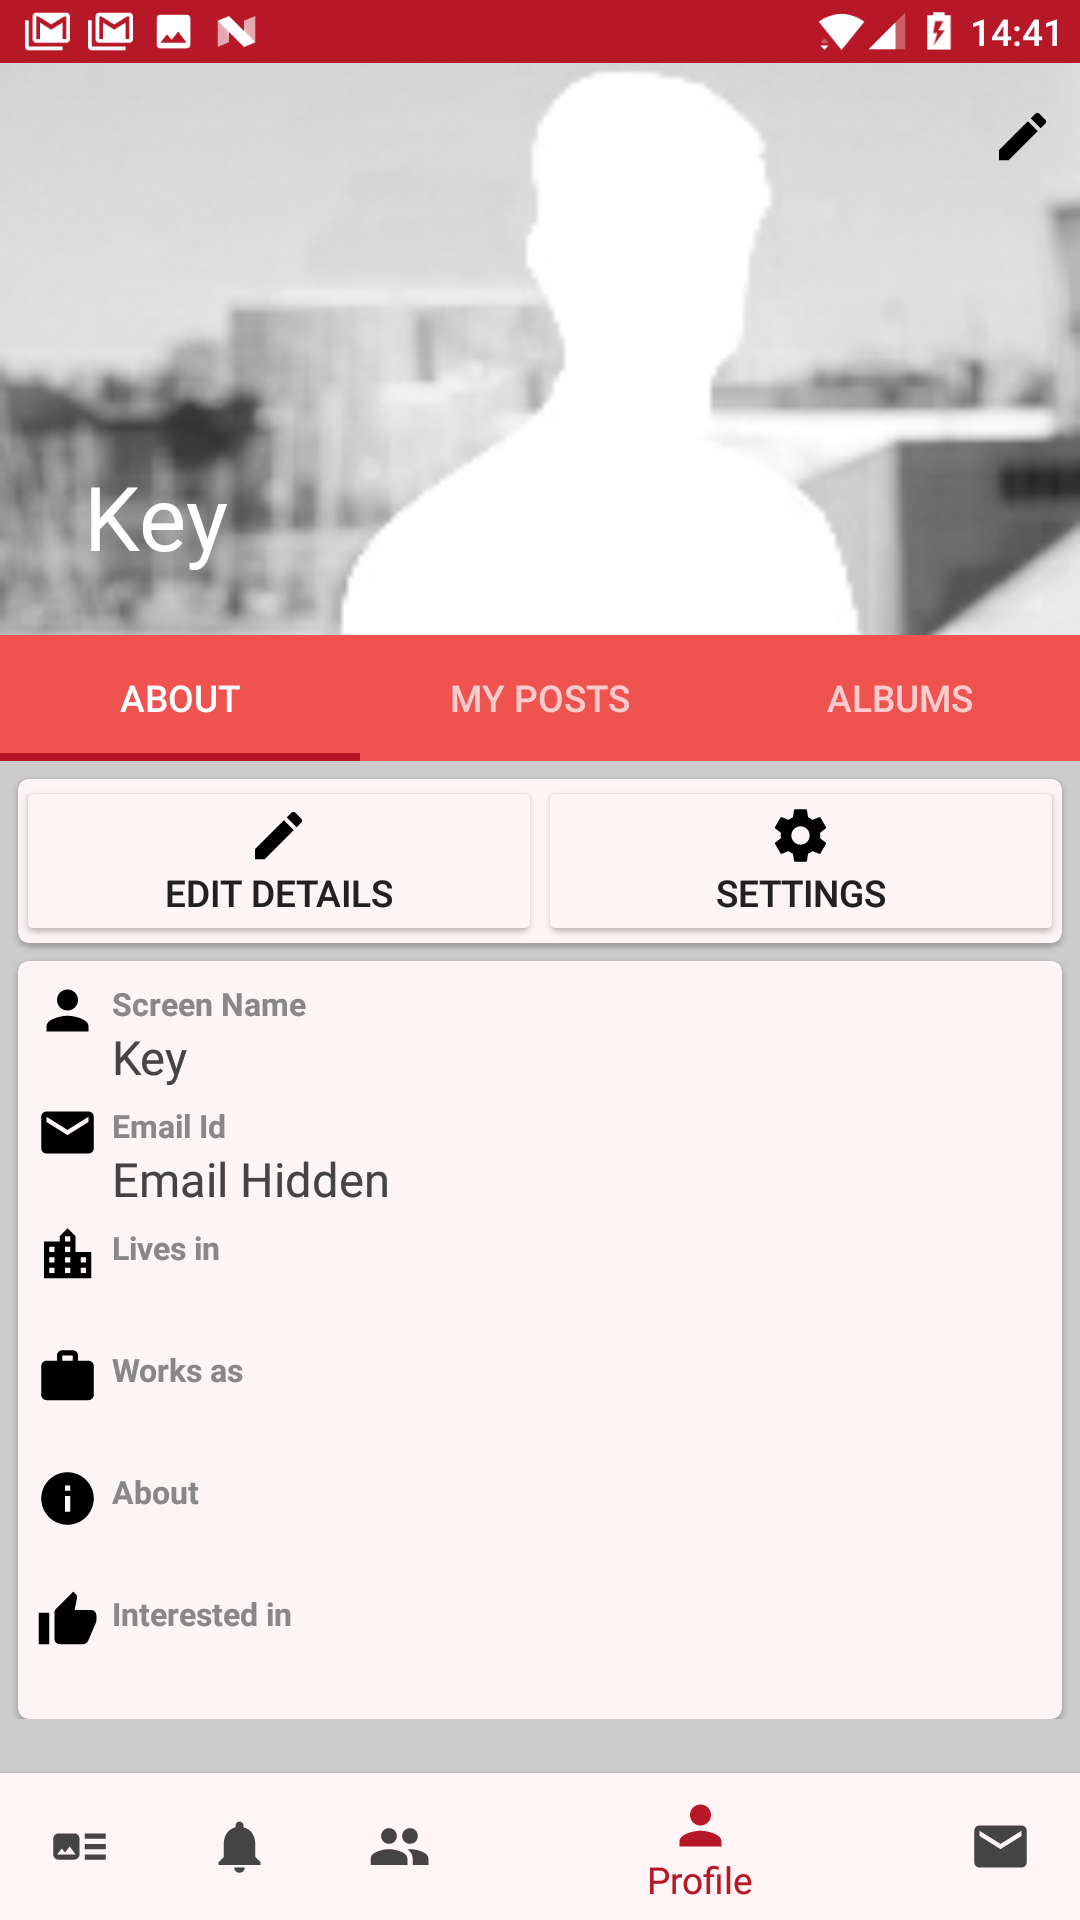 14:41
Key
ABOUT
MY POSTS
ALBUMS
EDIT DETAILS
SETTINGS
Screen Name
Key
Email Id
Email Hidden
Lives in
Works as
About
Interested in
Profile